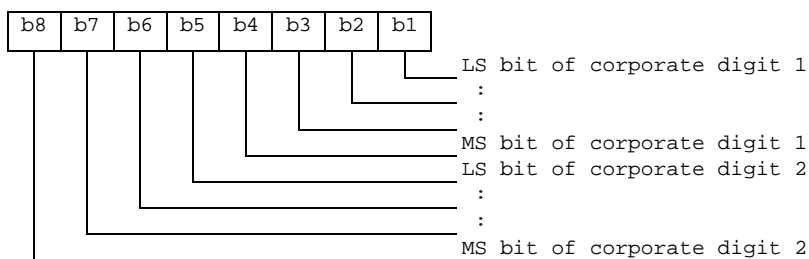 b8 b7 b6 b5 b4 b3 b2 b1
LS bit of corporate digit 1
:
:
MS bit of corporate digit 1
LS bit of corporate digit 2
:
:
MS bit of corporate digit 2